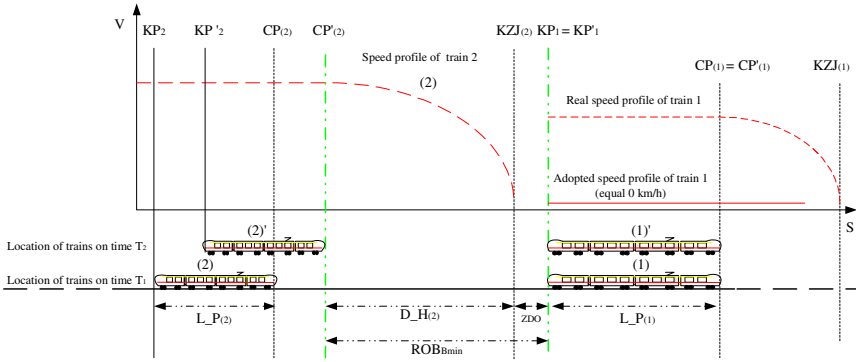 V KP2 KP'2 CP(2) CP'(2) KZJ(2) KP1 = KP'1
CP(1) = CP'(1) KZJ(1)
Speed profile of train 2
(2)
Real speed profile of train 1
Adopted speed profile of train 1
(equal 0 km/h)
S
(2)' (1)'
Location of trains on time T2
(2) (1)
Location of trains on time T1
L_P(2) D_H(2) ZDO L_P(1)
ROBBmin